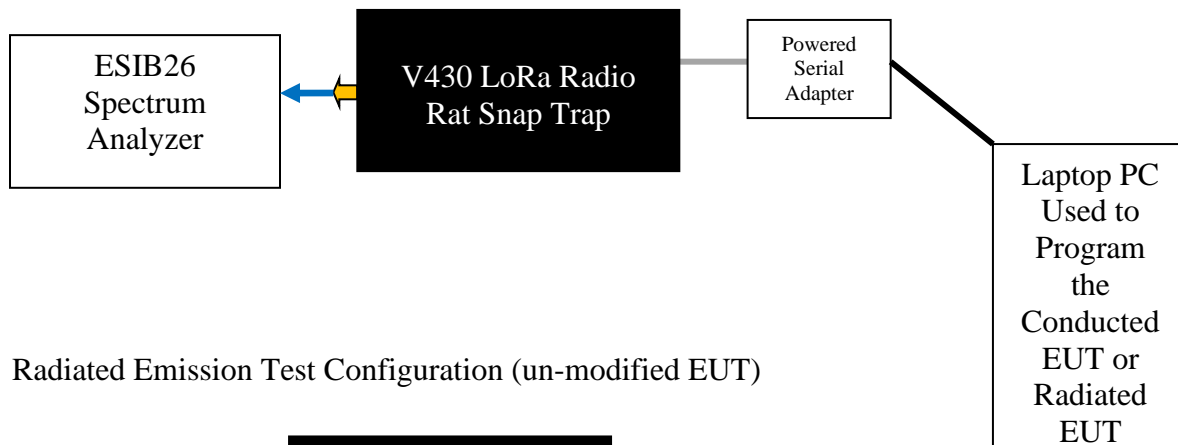 ESIB26
Spectrum
Analyzer
V430 LoRa Radio
Rat Snap Trap
Powered
Serial
Adapter
Laptop PC
Used to
Program
the
Conducted
EUT or
Radiated
EUT
Radiated Emission Test Configuration (un-modified EUT)